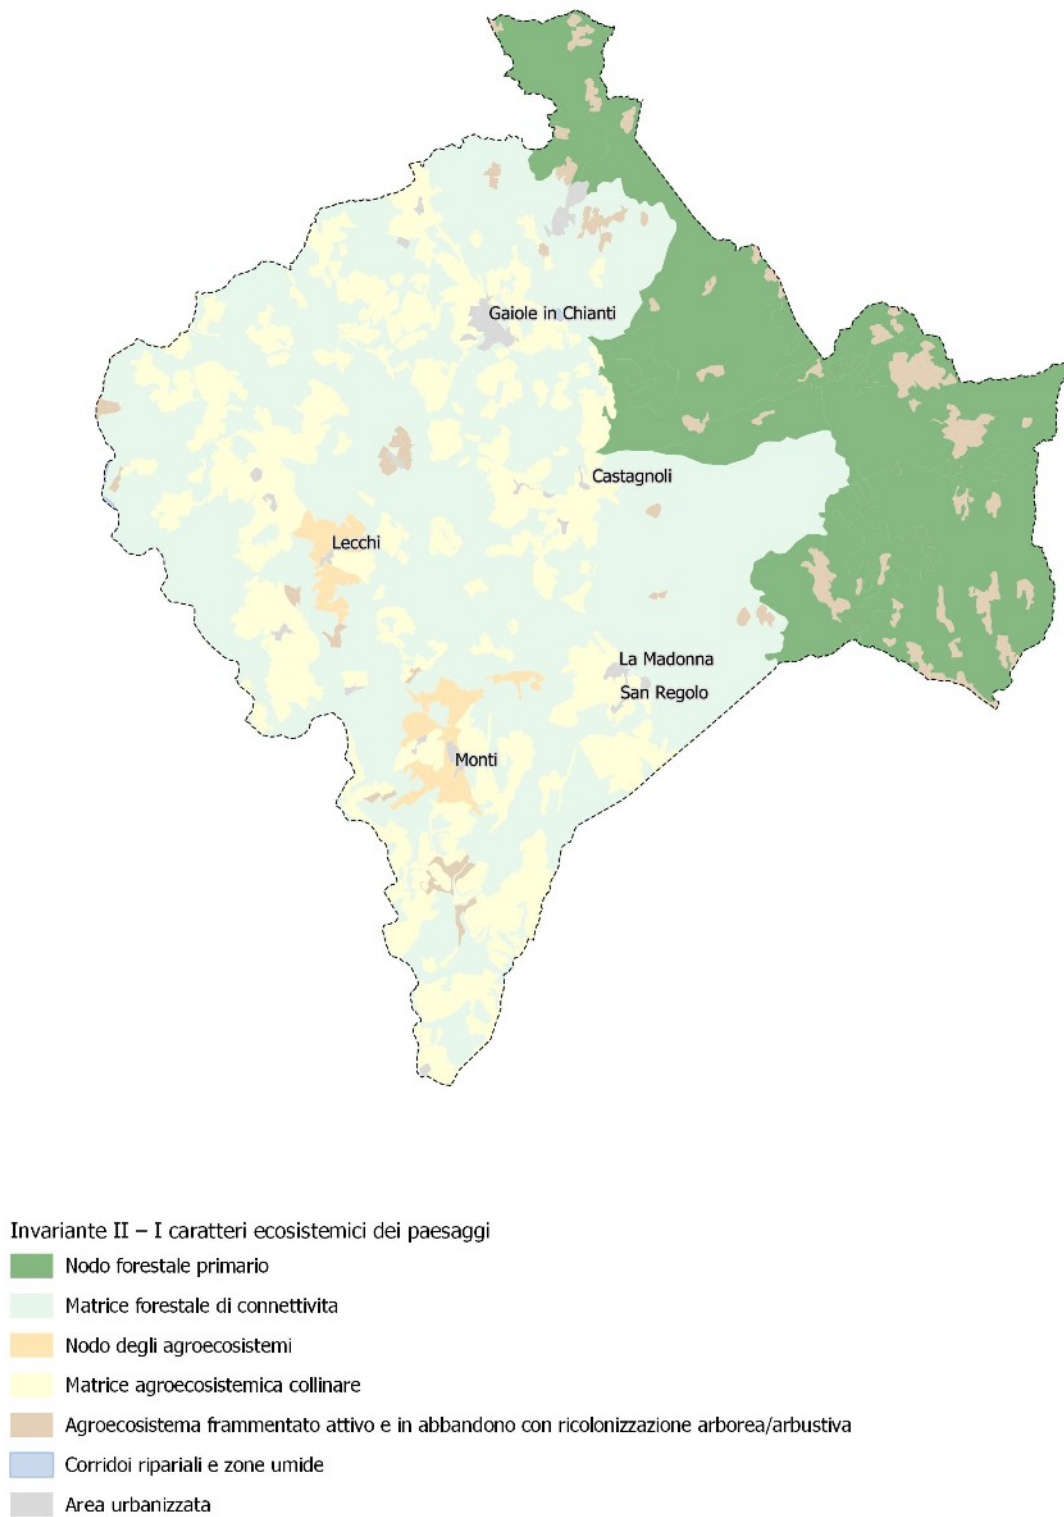 Gaiole in Chianti
Castagnoli
Lecchi
La Madonna
San Regolo
Monti
Invariante II – I caratteri ecosistemici dei paesaggi
Nodo forestale primario
Matrice forestale di connettivita
Nodo degli agroecosistemi
Matrice agroecosistemica collinare
Agroecosistema frammentato attivo e in abbandono con ricolonizzazione arborea/arbustiva
Corridoi ripariali e zone umide
Area urbanizzata